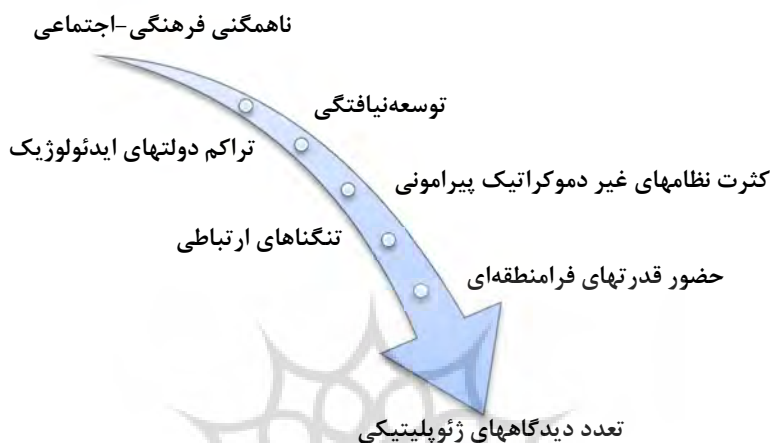 ناهمگنی فرهنگی-اجتماعی
توسعه‌نیافتگی
تراکم دولتهای ایدئولوژیک
کثرت نظامهای غیر دموکراتیک پیرامونی
تنگناهای ارتباطی
حضور قدرتهای فرامنطقه‌ای
تعدد دیدگاههای ژئوپلیتیکی